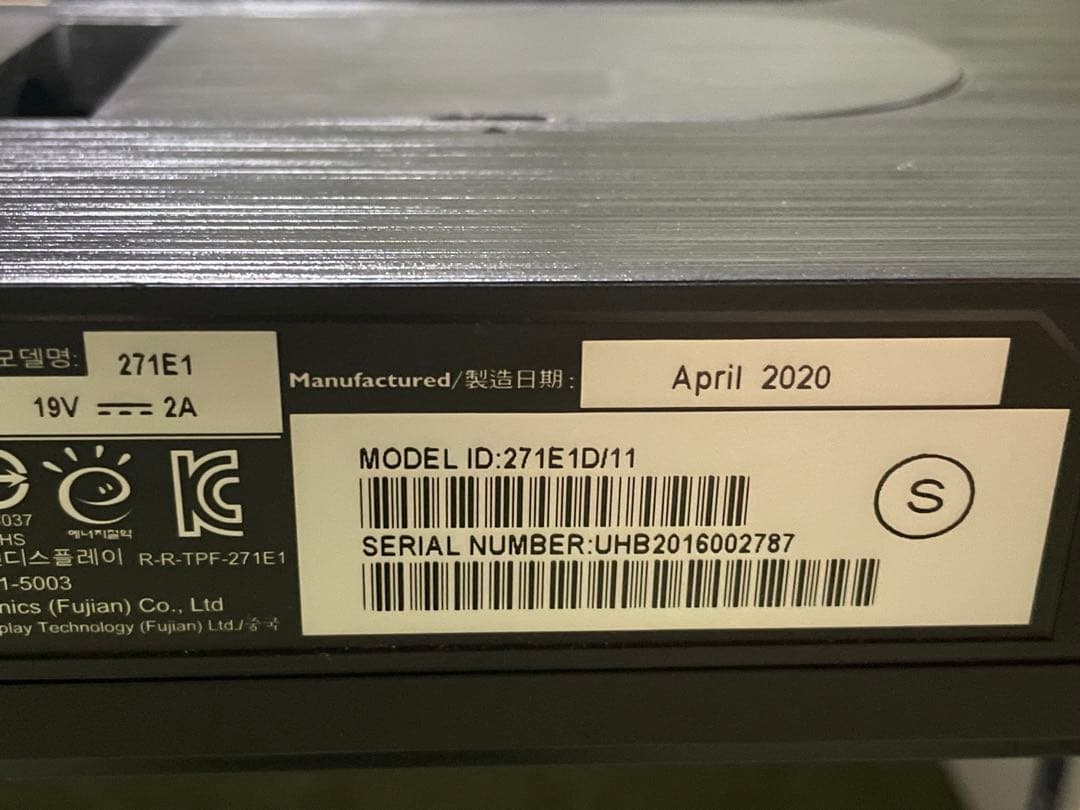 모델명: 271E1
19V ⎓ 2A
Manufactured/製造日期: April 2020
MODEL ID:271E1D/11
SERIAL NUMBER:UHB2016002787
S
에너지절약
037
HS
디스플레이 R-R-TPF-271E1
1-5003
nics (Fujian) Co., Ltd
play Technology (Fujian) Ltd./중국